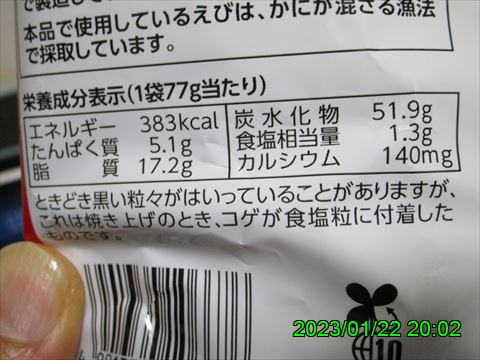 本品で使用しているえびは、かにが混ざる漁法
で採取しています。
栄養成分表示(1袋77g当たり)
エネルギー 383kcal
たんぱく質 5.1g
脂質 17.2g
炭水化物 51.9g
食塩相当量 1.3g
カルシウム 140mg
ときどき黒い粒々がはいっていることがありますが、
これは焼き上げのとき、コゲが食塩粒に付着した
ものです。
2023/01/22 20:02